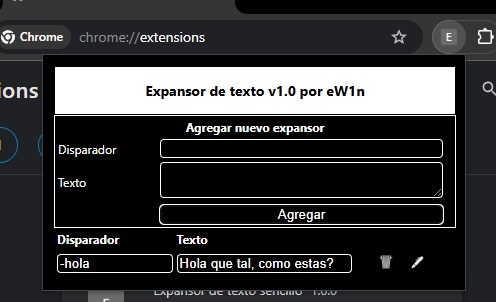 Chrome chrome://extensions E
ions
Expansor de texto v1.0 por eW1n
Agregar nuevo expansor
Disparador
Texto
Agregar
Disparador Texto
-hola Hola que tal, como estas?
Expansor de texto sencillo 1.0.0